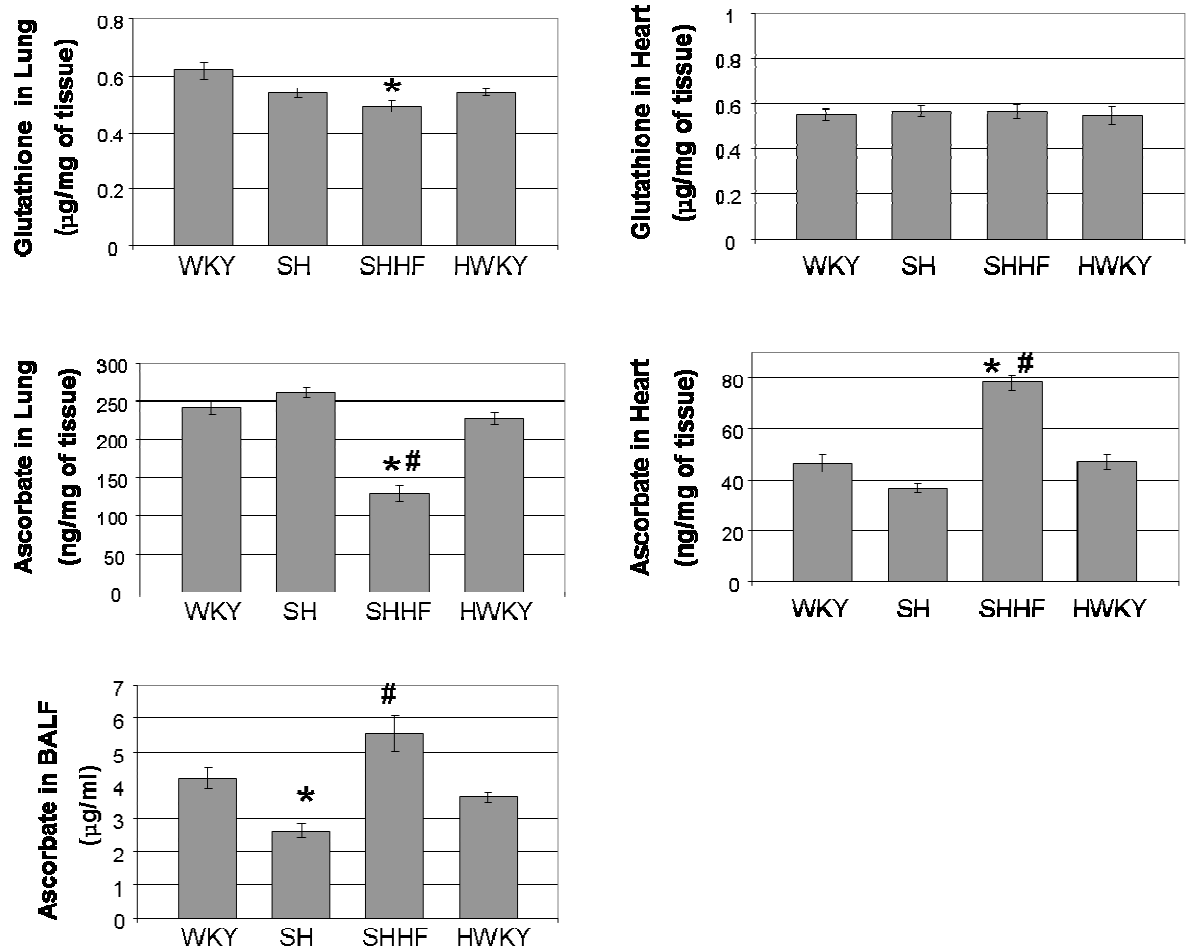 Glutathione in Lung
(µg/mg of tissue)
0.8
0.6
0.4
0.2
0
*
WKY SH SHHF HWKY
Glutathione in Heart
(µg/mg of tissue)
1
0.8
0.6
0.4
0.2
0
WKY SH SHHF HWKY
Ascorbate in Lung
(ng/mg of tissue)
300
250
200
150
100
50
0
* #
WKY SH SHHF HWKY
Ascorbate in Heart
(ng/mg of tissue)
80
60
40
20
0
* #
WKY SH SHHF HWKY
Ascorbate in BALF
(µg/ml)
7
6
5
4
3
2
1
0
#
*
WKY SH SHHF HWKY